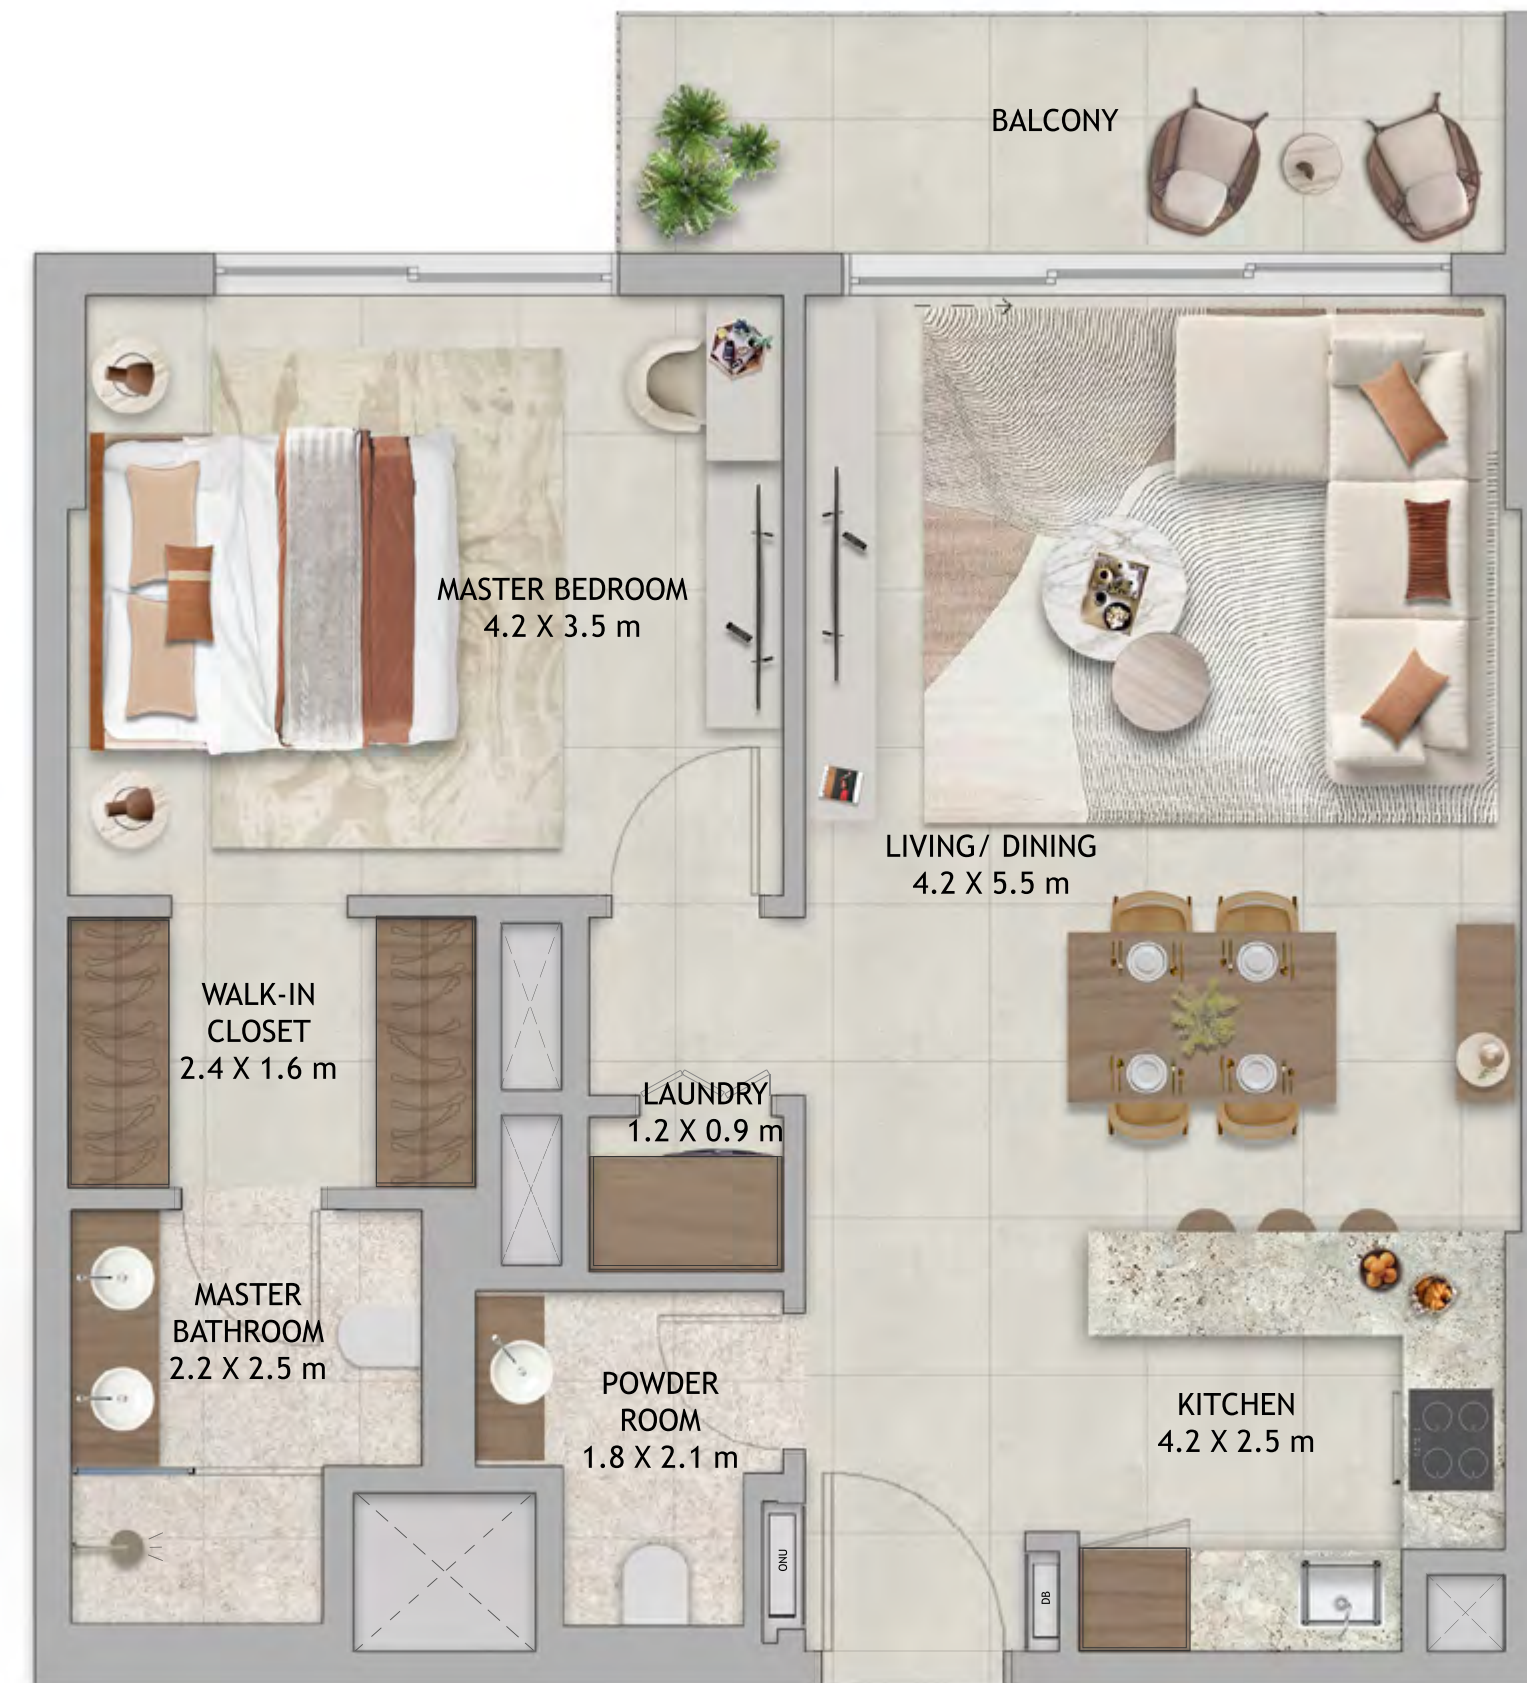 BALCONY
MASTER BEDROOM
4.2 X 3.5 m
LIVING/ DINING
4.2 X 5.5 m
WALK-IN
CLOSET
2.4 X 1.6 m
LAUNDRY
1.2 X 0.9 m
MASTER
BATHROOM
2.2 X 2.5 m
POWDER
ROOM
1.8 X 2.1 m
KITCHEN
4.2 X 2.5 m
ONU
DB